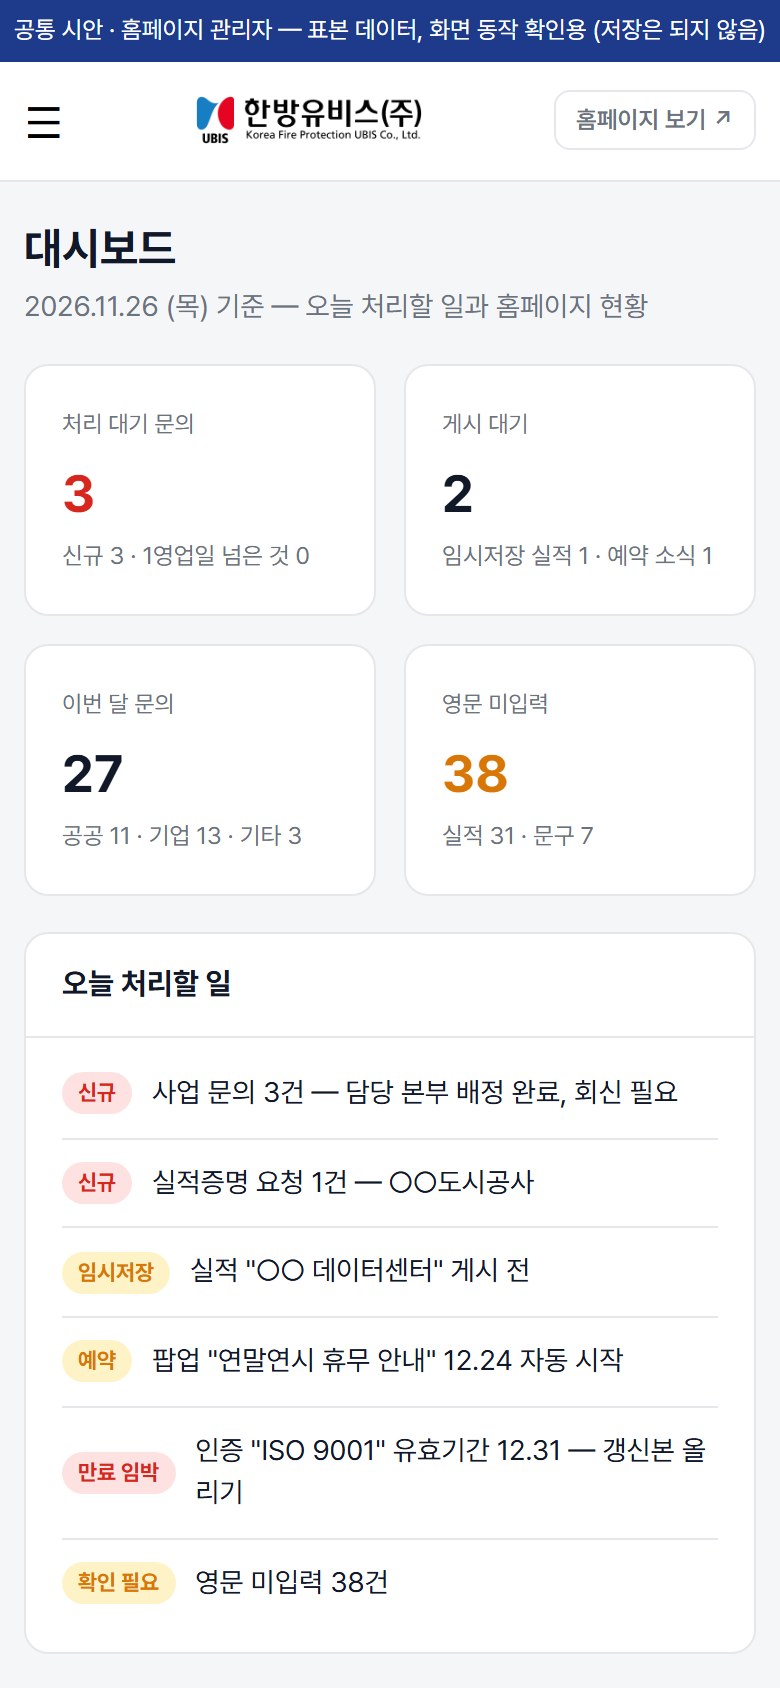 공통 시안 · 홈페이지 관리자 — 표본 데이터, 화면 동작 확인용 (저장은 되지 않음)
UBIS
한방유비스(주)
Korea Fire Protection UBIS Co., Ltd.
홈페이지 보기 ↗
대시보드
2026.11.26 (목) 기준 — 오늘 처리할 일과 홈페이지 현황
처리 대기 문의
3
신규 3 · 1영업일 넘은 것 0
게시 대기
2
임시저장 실적 1 · 예약 소식 1
이번 달 문의
27
공공 11 · 기업 13 · 기타 3
영문 미입력
38
실적 31 · 문구 7
오늘 처리할 일
신규 사업 문의 3건 — 담당 본부 배정 완료, 회신 필요
신규 실적증명 요청 1건 — 〇〇도시공사
임시저장 실적 "〇〇 데이터센터" 게시 전
예약 팝업 "연말연시 휴무 안내" 12.24 자동 시작
만료 임박 인증 "ISO 9001" 유효기간 12.31 — 갱신본 올
리기
확인 필요 영문 미입력 38건